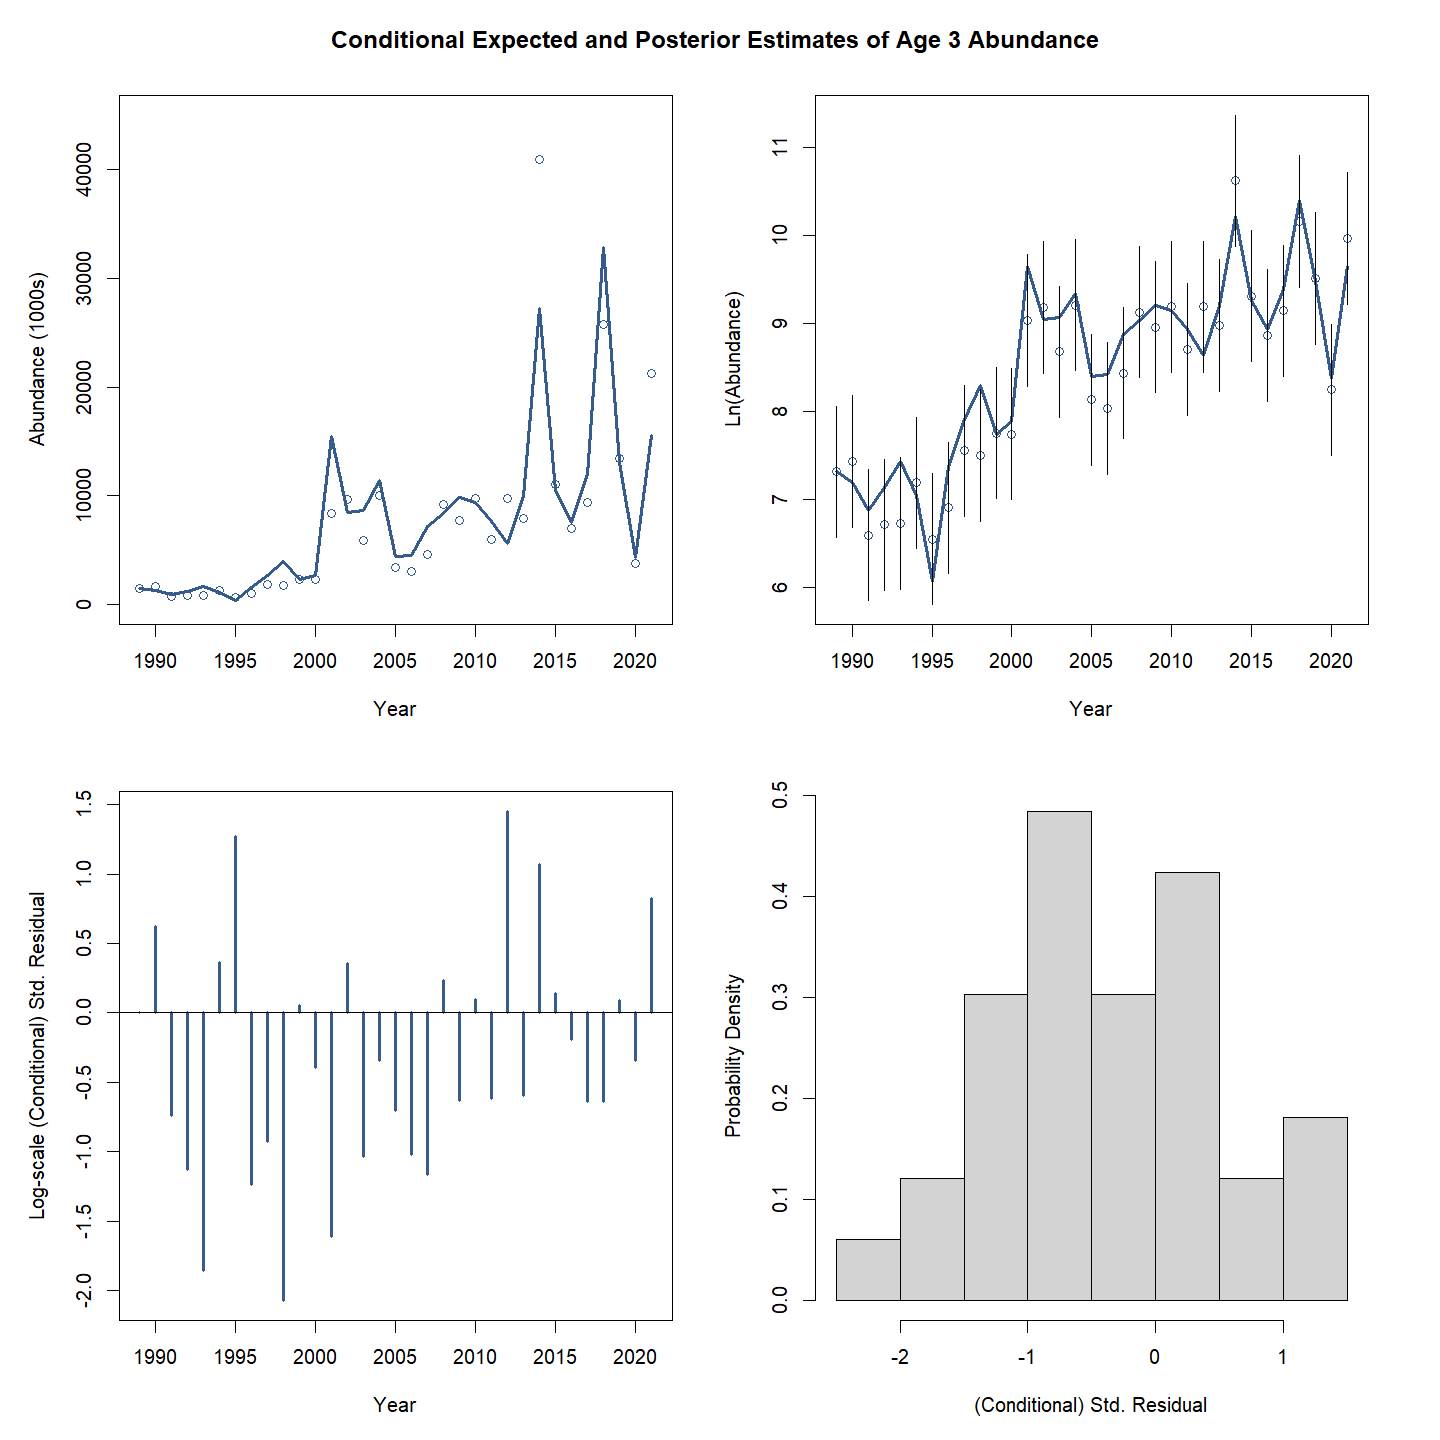 Conditional Expected and Posterior Estimates of Age 3 Abundance
Abundance (1000s)
40000
30000
20000
10000
0
1990 1995 2000 2005 2010 2015 2020
Year
Ln(Abundance)
11
10
9
8
7
6
1990 1995 2000 2005 2010 2015 2020
Year
Log-scale (Conditional) Std. Residual
1.5
1.0
0.5
0.0
-0.5
-1.0
-1.5
-2.0
1990 1995 2000 2005 2010 2015 2020
Year
Probability Density
0.5
0.4
0.3
0.2
0.1
0.0
-2 -1 0 1
(Conditional) Std. Residual